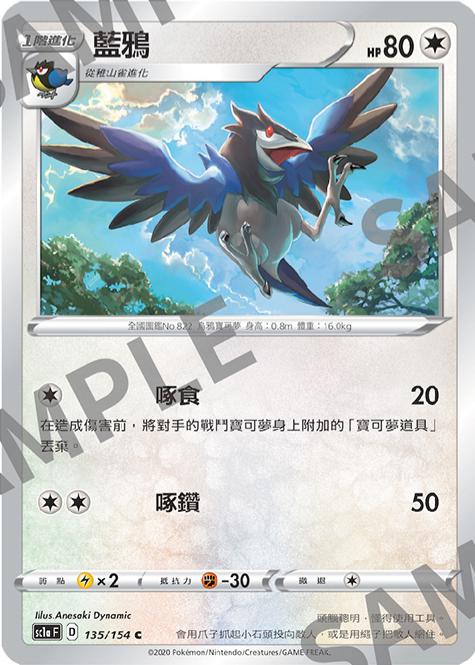 1階進化
藍鴉
HP80
從稚山雀進化
全國圖鑑No.822 烏鴉寶可夢 身高：0.8m 體重：16.0kg
啄食 20
在造成傷害前，將對手的戰鬥寶可夢身上附加的「寶可夢道具」
丟棄。
啄鑽 50
弱點 ×2 抵抗力 -30 撤退
Illus. Anesaki Dynamic
頭腦聰明，懂得使用工具。
sc1a F D 135/154 C
會用爪子抓起小石頭投向敵人，或是用繩子把敵人綑住。
©2020 Pokémon/Nintendo/Creatures/GAME FREAK.
SAMPLE
SAMPLE
SAMPLE